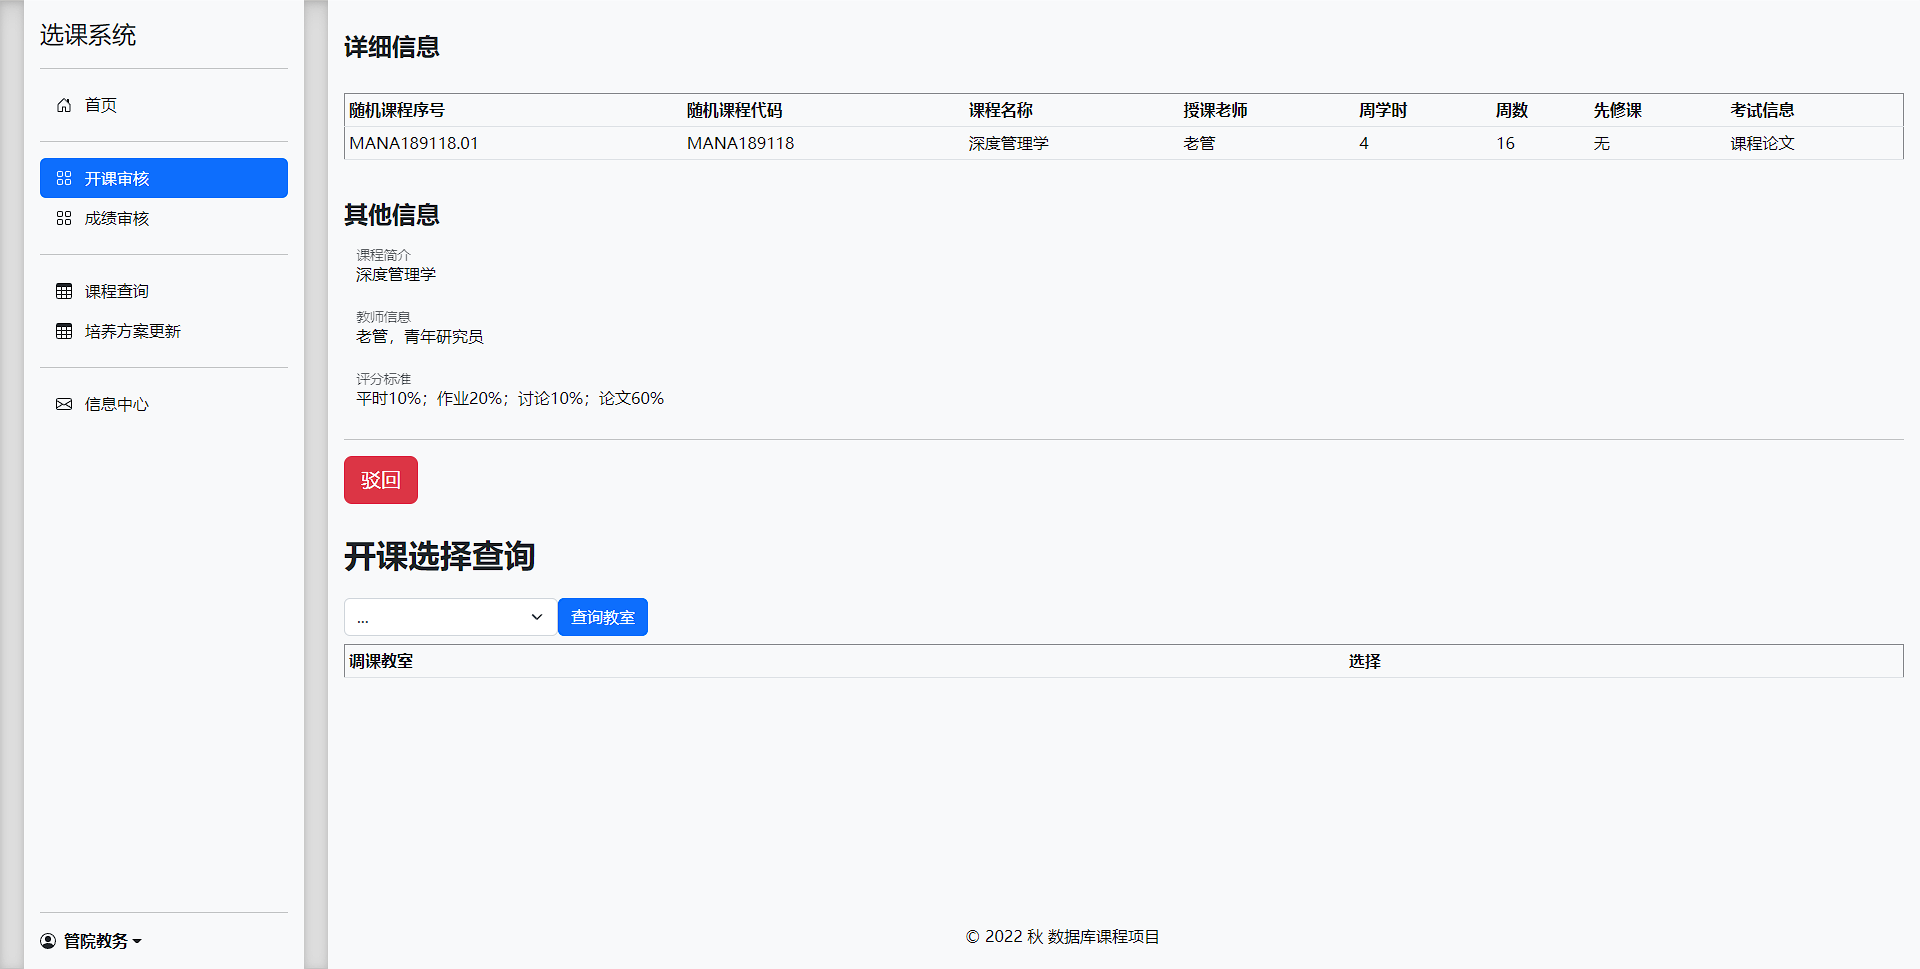 选课系统
首页
开课审核
成绩审核
课程查询
培养方案更新
信息中心
管院教务
详细信息
随机课程序号 随机课程代码 课程名称 授课老师 周学时 周数 先修课 考试信息
MANA189118.01 MANA189118 深度管理学 老管 4 16 无 课程论文
其他信息
课程简介
深度管理学
教师信息
老管，青年研究员
评分标准
平时10%；作业20%；讨论10%；论文60%
驳回
开课选择查询
... 查询教室
调课教室 选择
© 2022 秋 数据库课程项目